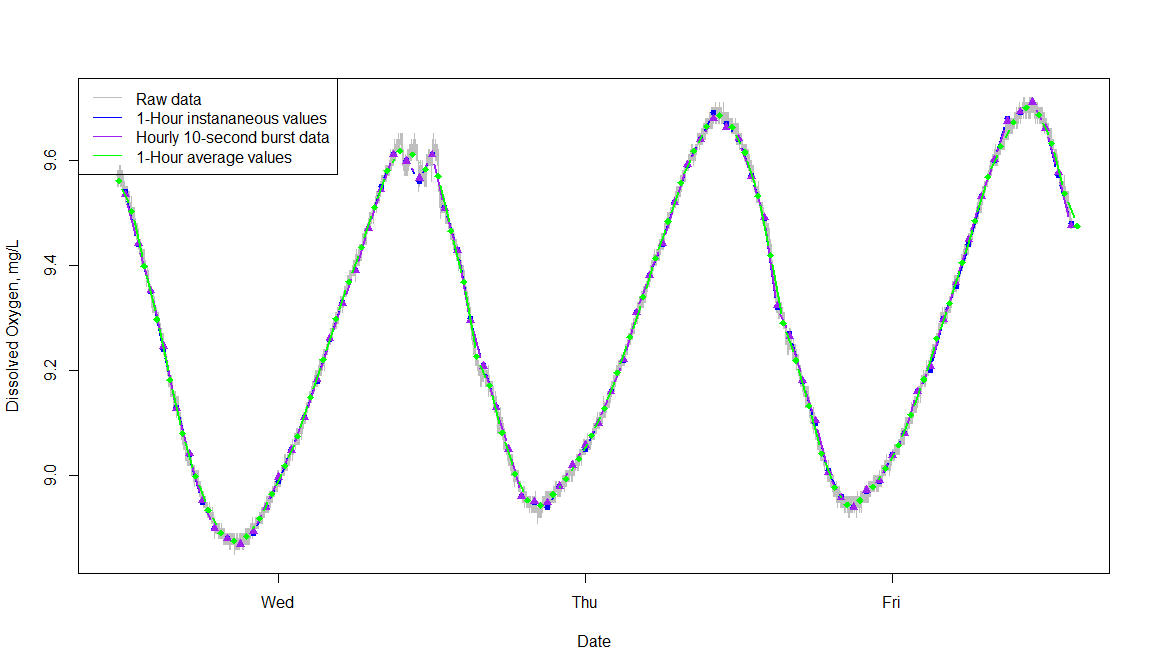 Raw data
1-Hour instananeous values
Hourly 10-second burst data
1-Hour average values
9.6
9.4
9.2
9.0
Dissolved Oxygen, mg/L
Wed
Thu
Fri
Date